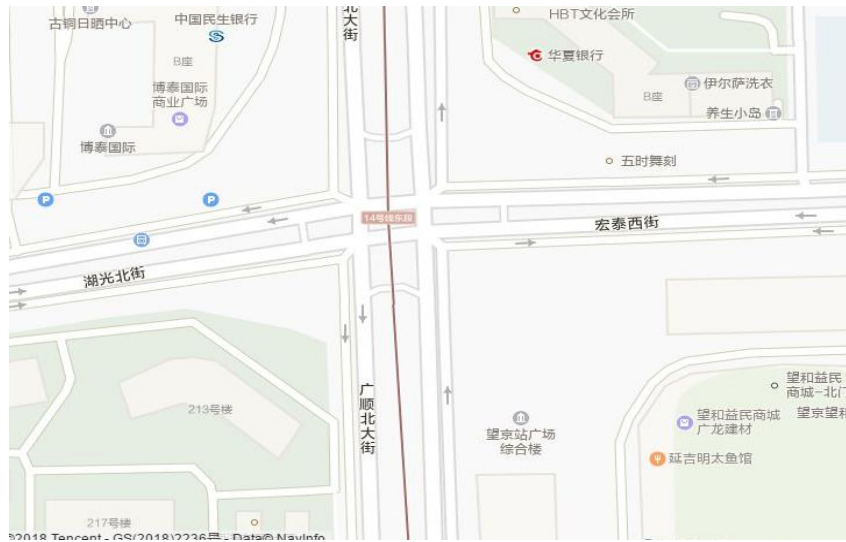 古铜日晒中心
中国民生银行
北大
街
HBT文化会所
华夏银行
B座
博泰国际
商业广场
伊尔萨洗衣
B座
养生小岛
博泰国际
五时舞刻
P
P
14号线东段
宏泰西街
湖光北街
广
顺
北
大
街
213号楼
望和益民
商城-北门
望和益民商城
广龙建材
望京望和
望京站广场
综合楼
延吉明太鱼馆
217号楼
©2018 Tencent - GS(2018)2236号 - Data© NavInfo